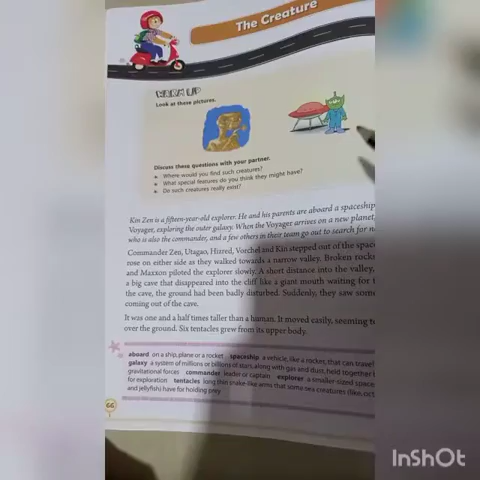 The Creature
WARM UP
Look at these pictures.
Discuss these questions with your partner.
Where would you find such creatures?
What special features do you think they might have?
Do such creatures really exist?
Kin Zen is a fifteen-year-old explorer. He and his parents are aboard a spaceship
Voyager, exploring the outer galaxy. When the Voyager arrives on a new planet,
who is also the commander, and a few others in their team go out to search for
Commander Zen, Utagao, Hizred, Vorchel and Kin stepped out of the
rose on either side as they walked towards a narrow valley. Broken rocks
and Maxson piloted the explorer slowly. A short distance into the valley,
a big cave that disappeared into the cliff like a giant mouth waiting for
the cave, the ground had been badly disturbed. Suddenly, they saw
coming out of the cave.
It was one and a half times taller than a human. It moved easily, seeming
over the ground. Six tentacles grew from its upper body.
aboard on a ship, plane or a rocket spaceship a vehicle, like a rocket, that can travel
galaxy a system of millions or billions of stars, along with gas and dust, held together
gravitational forces commander leader or captain explorer a smaller-sized
for exploration tentacles long thin snake-like arms that some sea creatures (like,
and jellyfish) have for holding prey
66
InShOt